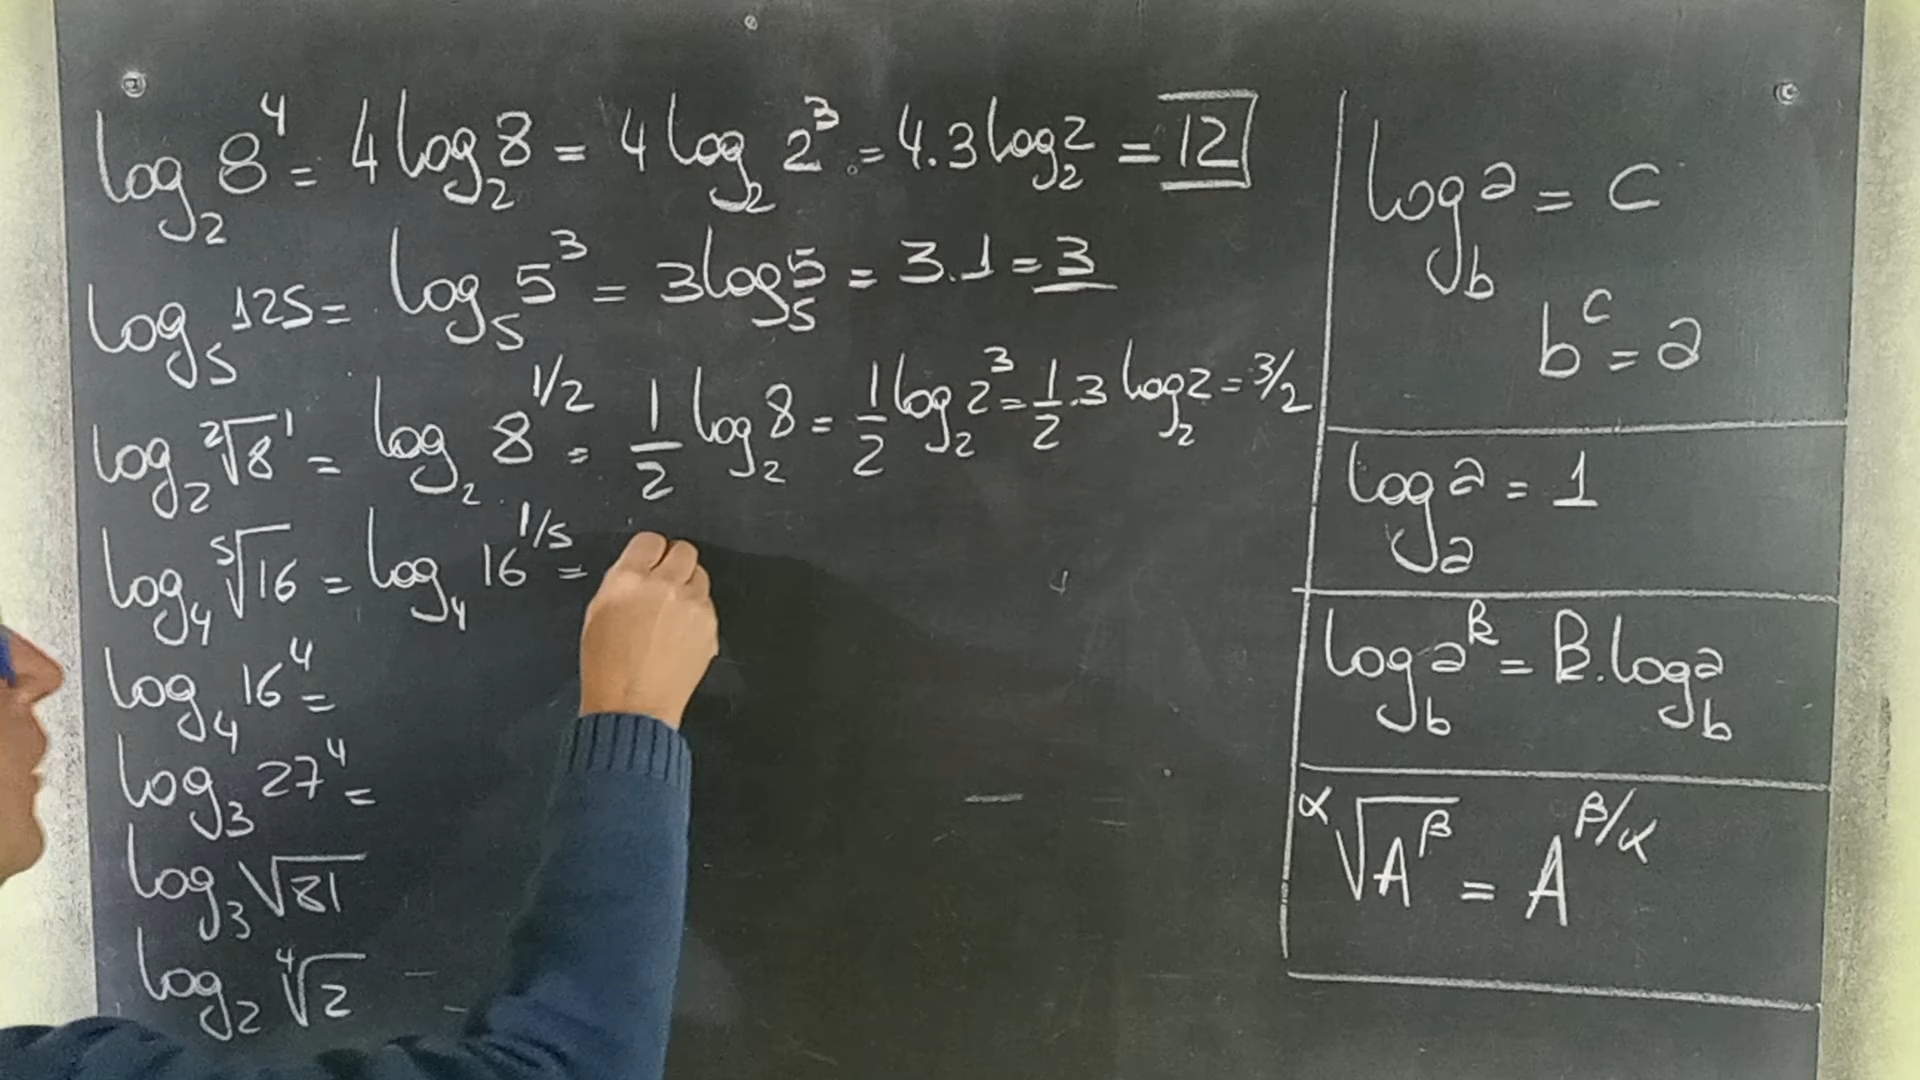 log₂ 8⁴ = 4 log₂ 8 = 4 log₂ 2³ = 4.3 log₂ 2 = 12
log₅ 125 = log₅ 5³ = 3 log₅ 5 = 3.1 = 3
log₂ ²√8¹ = log₂ 8^1/2 = 1/2 log₂ 8 = 1/2 log₂ 2³ = 1/2 .3 log₂ 2 = 3/2
log₄ ⁵√16 = log₄ 16^1/5 =
log₄ 16⁴ =
log₃ 27⁴ =
log₃ √81
log₂ ⁴√2
log_b a = c
b^c = a
log_a a = 1
log_b a^β = β.log_b a
α√A^β = A^β/α